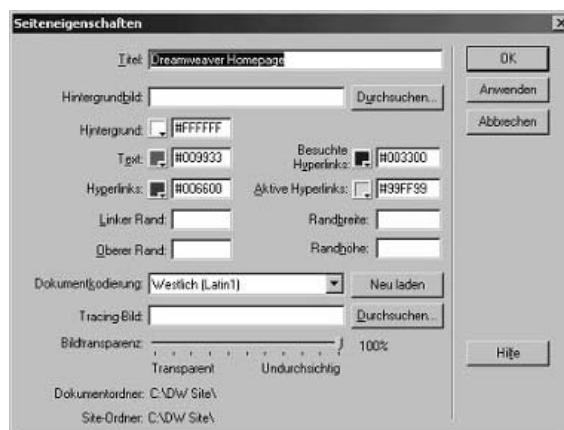 Seiteneigenschaften
Titel: Dreamweaver Homepage
OK
Hintergrundbild: Durchsuchen...
Anwenden
Hintergrund: #FFFFFF
Abbrechen
Text: #009933 Besuchte Hyperlinks: #003300
Hyperlinks: #006600 Aktive Hyperlinks: #99FF99
Linker Rand: Randbreite:
Oberer Rand: Randhöhe:
Dokumentkodierung: Westlich (Latin1) Neu laden
Tracing-Bild: Durchsuchen...
Bildtransparenz: 100%
Transparent Undurchsichtig
Hilfe
Dokumentordner: C:\DW Site\
Site-Ordner: C:\DW Site\